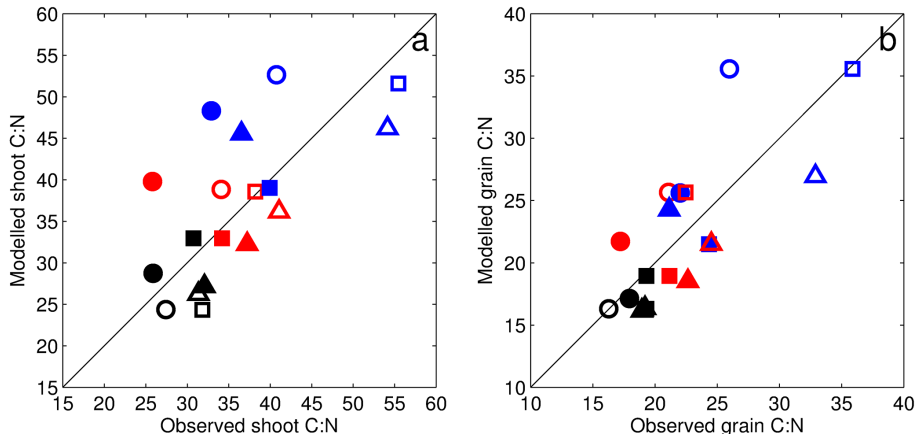 60
55
50
45
40
35
30
25
20
15
Modelled shoot C:N
a
15 20 25 30 35 40 45 50 55 60
Observed shoot C:N
40
35
30
25
20
15
10
Modelled grain C:N
b
10 15 20 25 30 35 40
Observed grain C:N